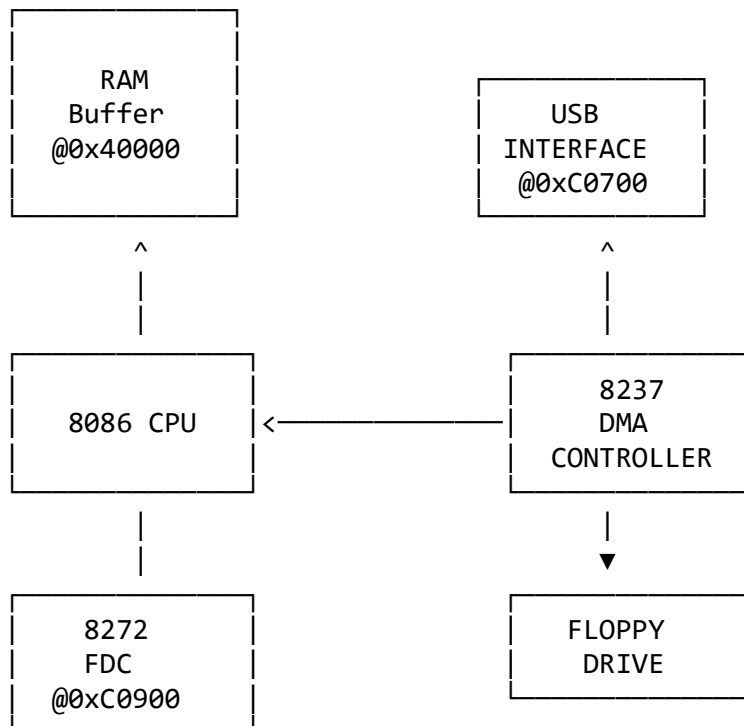 RAM
Buffer
@0x40000
USB
INTERFACE
@0xC0700
8086 CPU
8237
DMA
CONTROLLER
8272
FDC
@0xC0900
FLOPPY
DRIVE